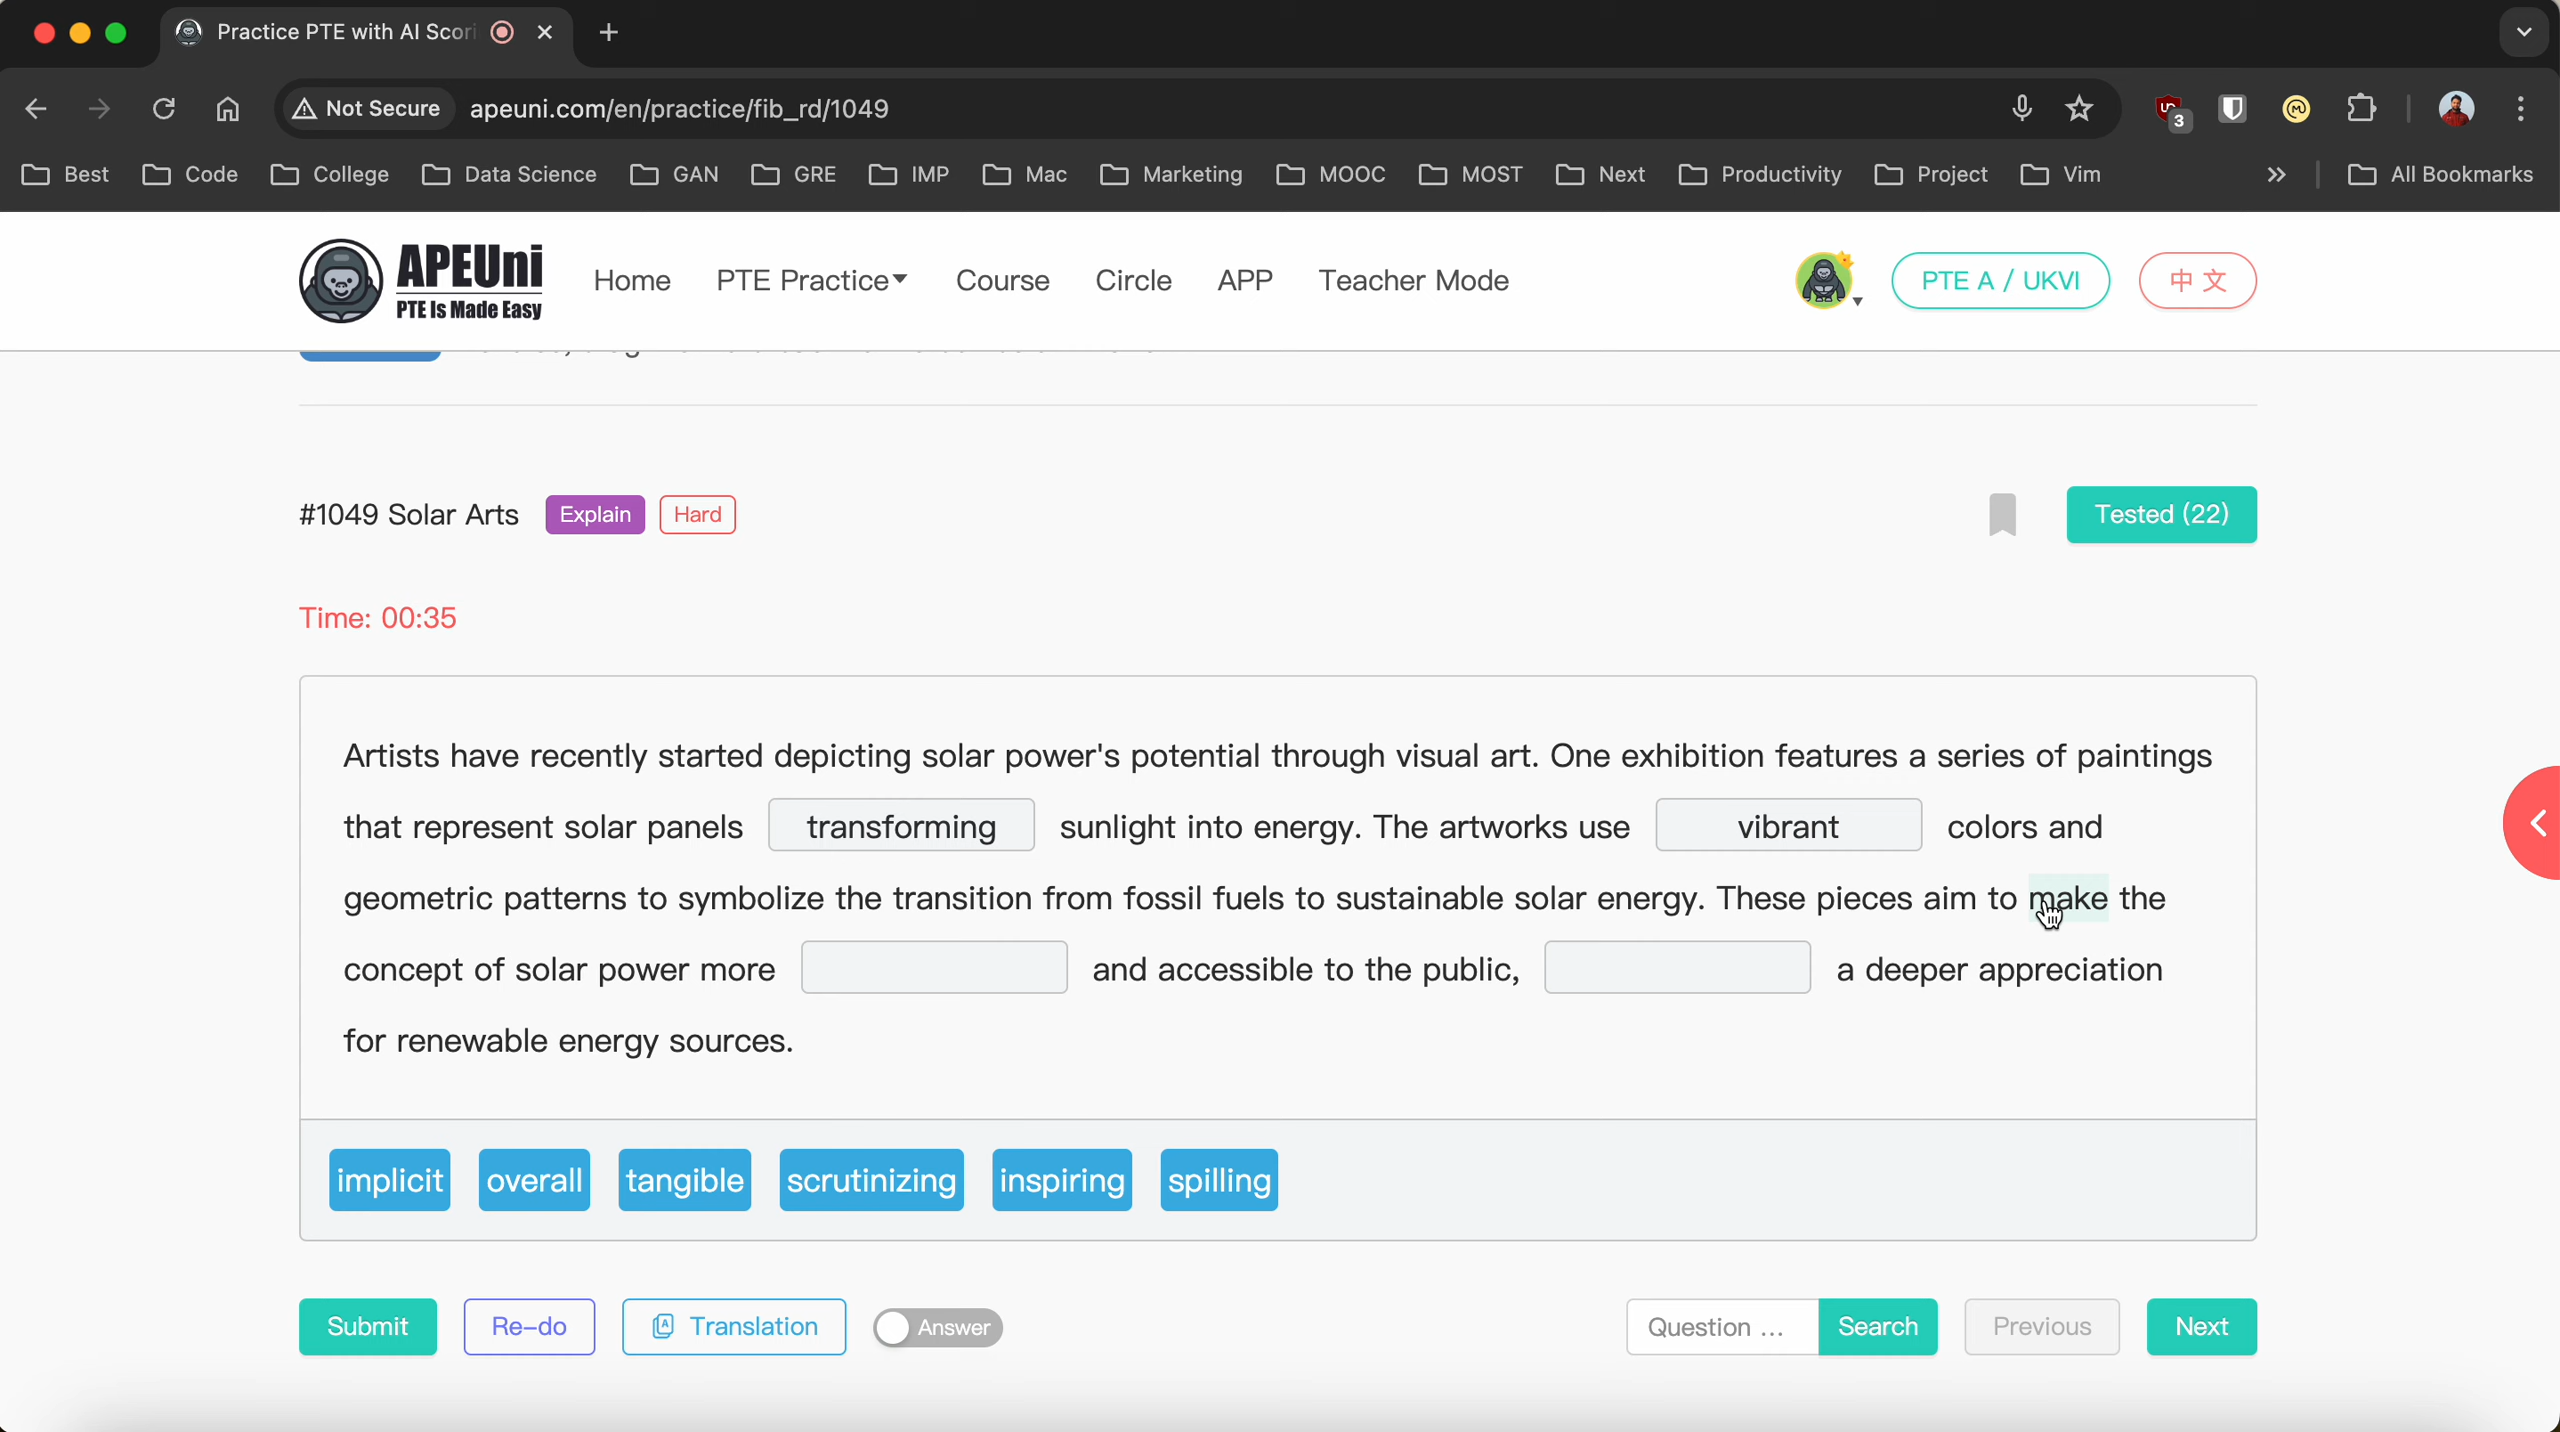 Practice PTE with AI Scori
Not Secure apeuni.com/en/practice/fib_rd/1049
3
Best Code College Data Science GAN GRE IMP Mac Marketing MOOC MOST Next Productivity Project Vim » All Bookmarks
APEUni
PTE Is Made Easy
Home PTE Practice Course Circle APP Teacher Mode PTE A / UKVI 中 文
#1049 Solar Arts Explain Hard Tested (22)
Time: 00:35
Artists have recently started depicting solar power's potential through visual art. One exhibition features a series of paintings
that represent solar panels transforming sunlight into energy. The artworks use vibrant colors and
geometric patterns to symbolize the transition from fossil fuels to sustainable solar energy. These pieces aim to make the
concept of solar power more and accessible to the public, a deeper appreciation
for renewable energy sources.
implicit overall tangible scrutinizing inspiring spilling
Submit Re-do Translation Answer Question ... Search Previous Next